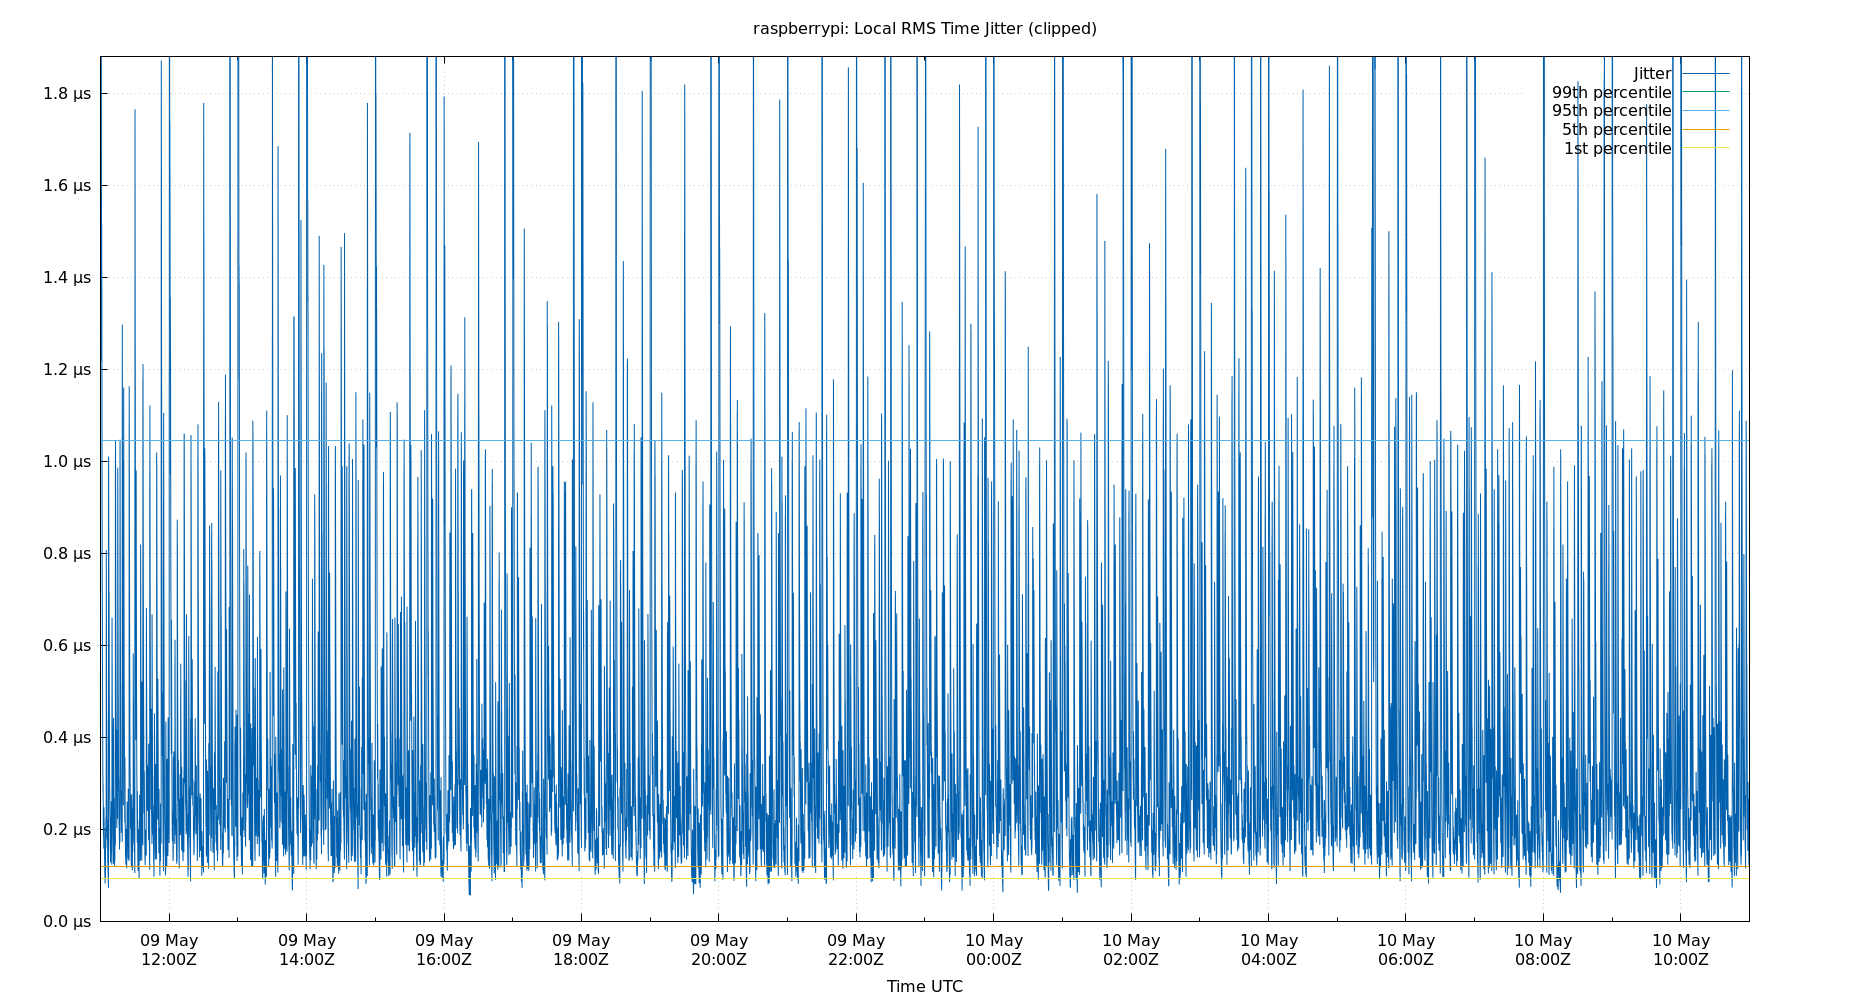 raspberrypi: Local RMS Time Jitter (clipped)
Jitter
99th percentile
95th percentile
5th percentile
1st percentile
1.8 µs
1.6 µs
1.4 µs
1.2 µs
1.0 µs
0.8 µs
0.6 µs
0.4 µs
0.2 µs
0.0 µs
09 May 09 May 09 May 09 May 09 May 09 May 10 May 10 May 10 May 10 May 10 May 10 May
12:00Z 14:00Z 16:00Z 18:00Z 20:00Z 22:00Z 00:00Z 02:00Z 04:00Z 06:00Z 08:00Z 10:00Z
Time UTC